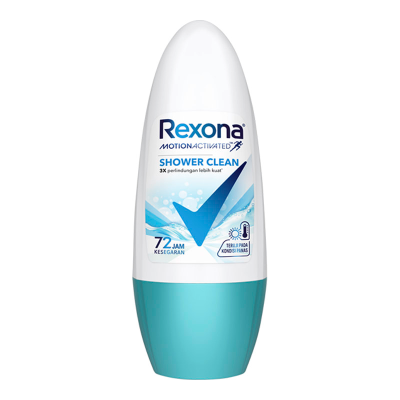 Rexona
MOTIONACTIVATED
SHOWER CLEAN
3X perlindungan lebih kuat*
72 JAM
KESEGARAN
TERUJI PADA
KONDISI PANAS